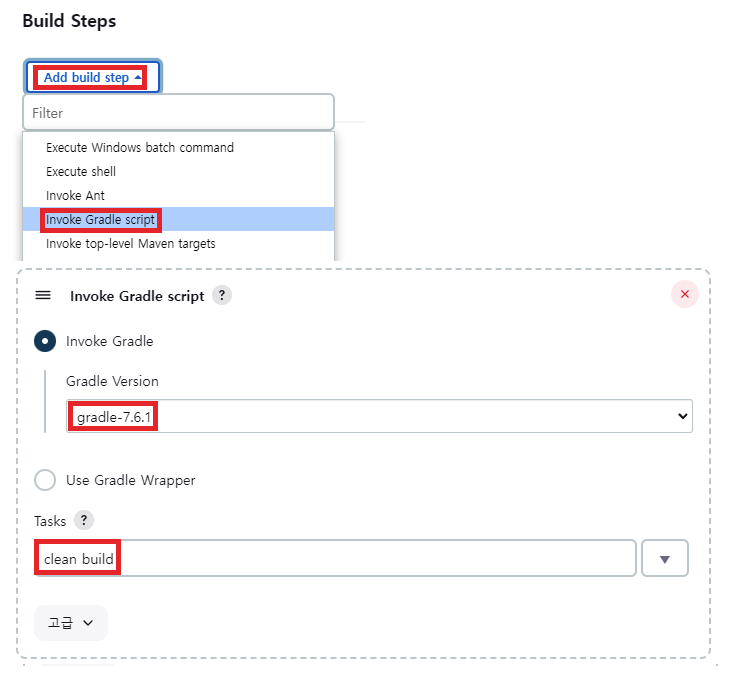 Build Steps
Add build step
Filter
Execute Windows batch command
Execute shell
Invoke Ant
Invoke Gradle script
Invoke top-level Maven targets
Invoke Gradle script ?
Invoke Gradle
Gradle Version
gradle-7.6.1
Use Gradle Wrapper
Tasks ?
clean build
고급